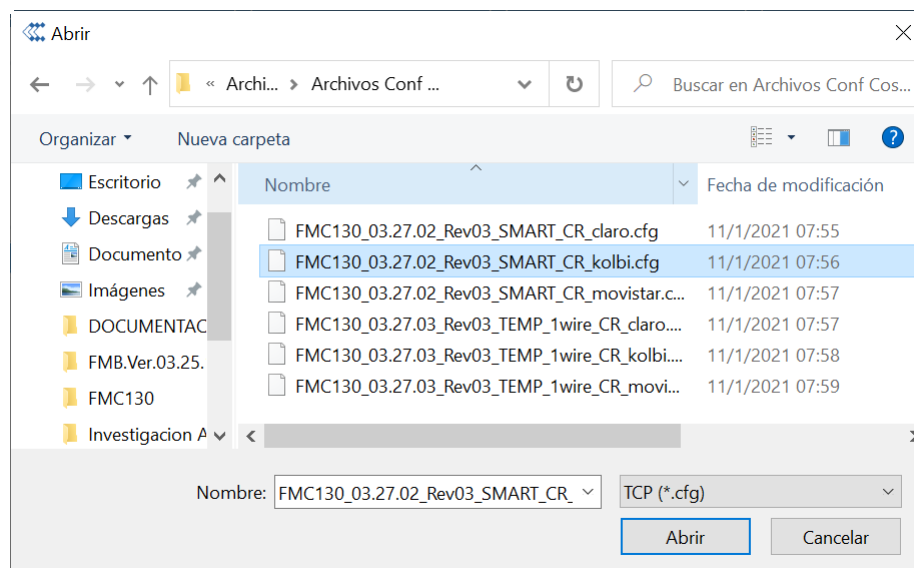 Abrir
« Archi... > Archivos Conf ...
Buscar en Archivos Conf Cos...
Organizar
Nueva carpeta
Escritorio
Descargas
Documento
Imágenes
DOCUMENTAC
FMB.Ver.03.25.
FMC130
Investigacion A
Nombre
Fecha de modificación
FMC130_03.27.02_Rev03_SMART_CR_claro.cfg 11/1/2021 07:55
FMC130_03.27.02_Rev03_SMART_CR_kolbi.cfg 11/1/2021 07:56
FMC130_03.27.02_Rev03_SMART_CR_movistar.c... 11/1/2021 07:57
FMC130_03.27.03_Rev03_TEMP_1wire_CR_claro.... 11/1/2021 07:57
FMC130_03.27.03_Rev03_TEMP_1wire_CR_kolbi.... 11/1/2021 07:58
FMC130_03.27.03_Rev03_TEMP_1wire_CR_movi... 11/1/2021 07:59
Nombre: FMC130_03.27.02_Rev03_SMART_CR_
TCP (*.cfg)
Abrir
Cancelar